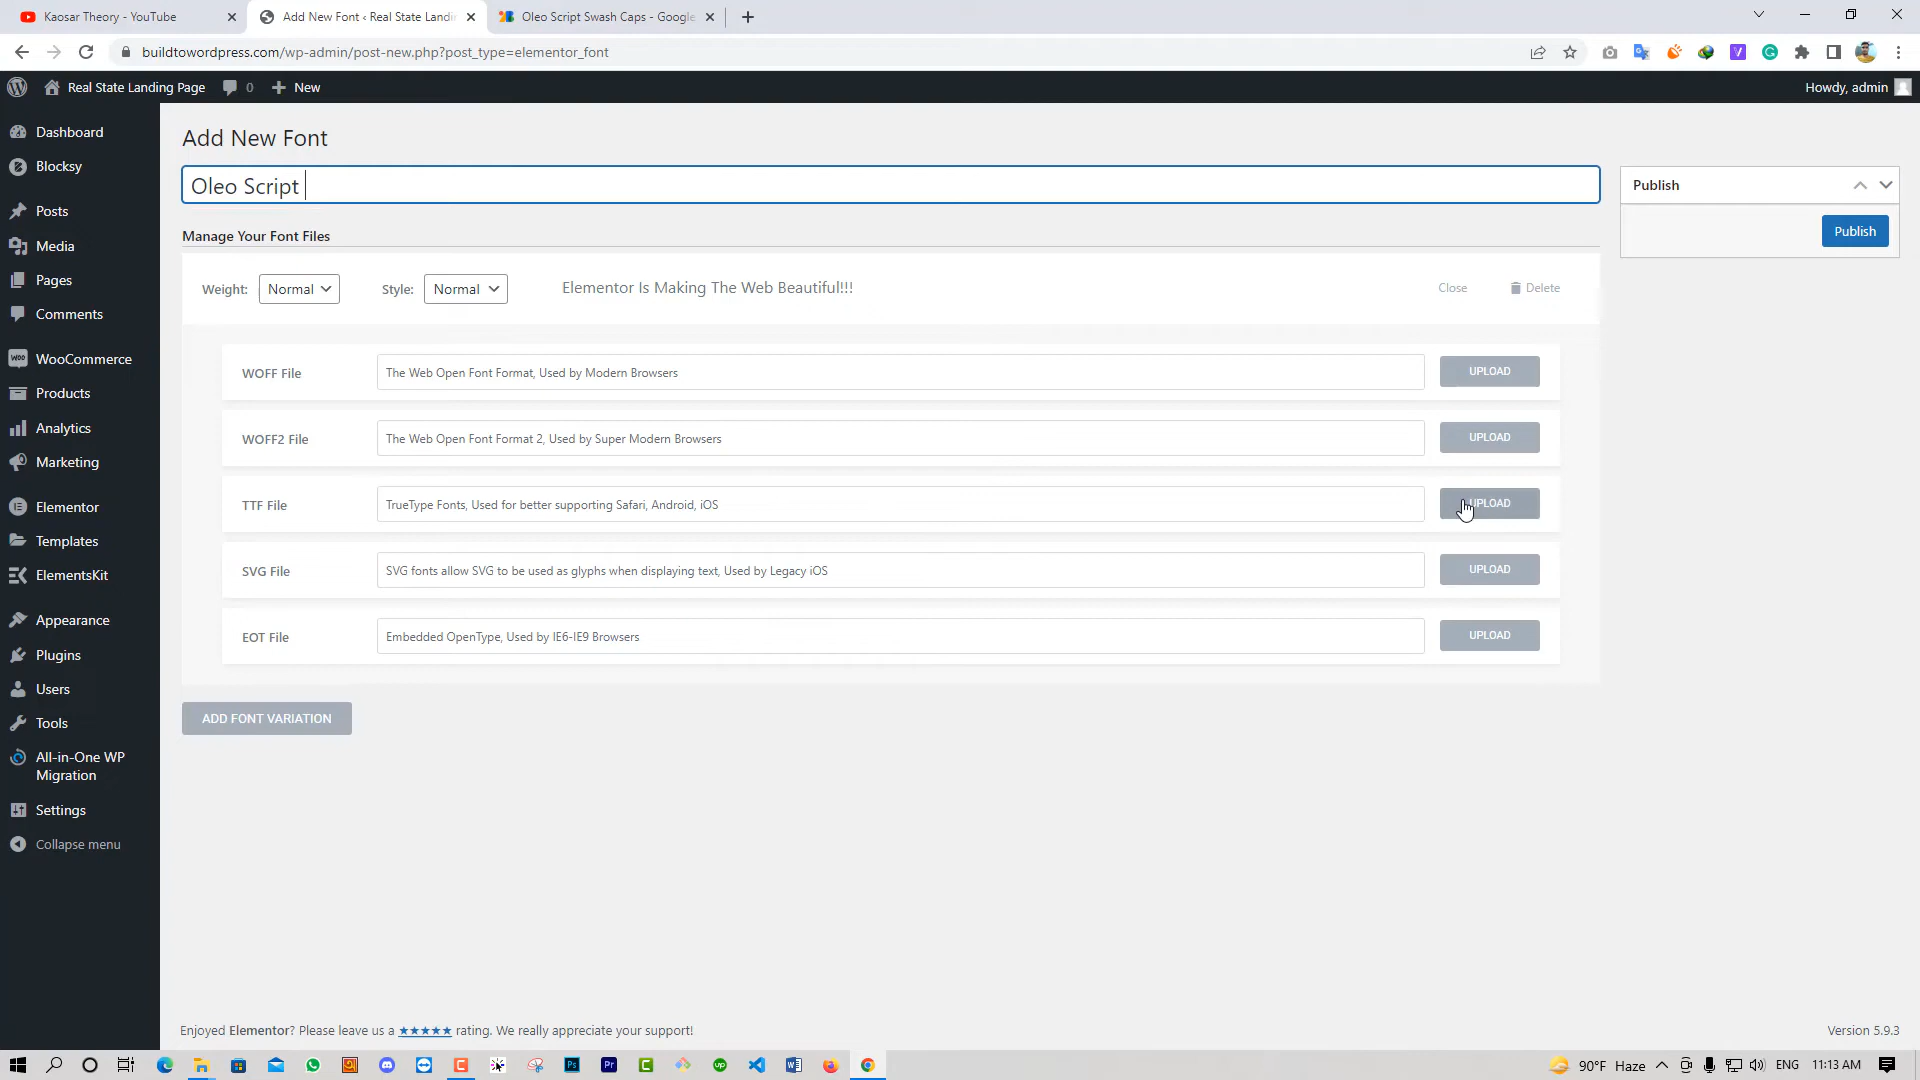 Kaosar Theory - YouTube
Add New Font ‹ Real State Landin
Oleo Script Swash Caps - Google
buildtowordpress.com/wp-admin/post-new.php?post_type=elementor_font
Real State Landing Page
0
New
Howdy, admin
Dashboard
Blocksy
Posts
Media
Pages
Comments
WooCommerce
Products
Analytics
Marketing
Elementor
Templates
ElementsKit
Appearance
Plugins
Users
Tools
All-in-One WP
Migration
Settings
Collapse menu
Add New Font
Oleo Script
Manage Your Font Files
Weight: Normal Style: Normal Elementor Is Making The Web Beautiful!!! Close Delete
WOFF File The Web Open Font Format, Used by Modern Browsers UPLOAD
WOFF2 File The Web Open Font Format 2, Used by Super Modern Browsers UPLOAD
TTF File TrueType Fonts, Used for better supporting Safari, Android, iOS UPLOAD
SVG File SVG fonts allow SVG to be used as glyphs when displaying text, Used by Legacy iOS UPLOAD
EOT File Embedded OpenType, Used by IE6-IE9 Browsers UPLOAD
ADD FONT VARIATION
Publish
Publish
Enjoyed Elementor? Please leave us a ★★★★★ rating. We really appreciate your support!
Version 5.9.3
90°F Haze ENG 11:13 AM